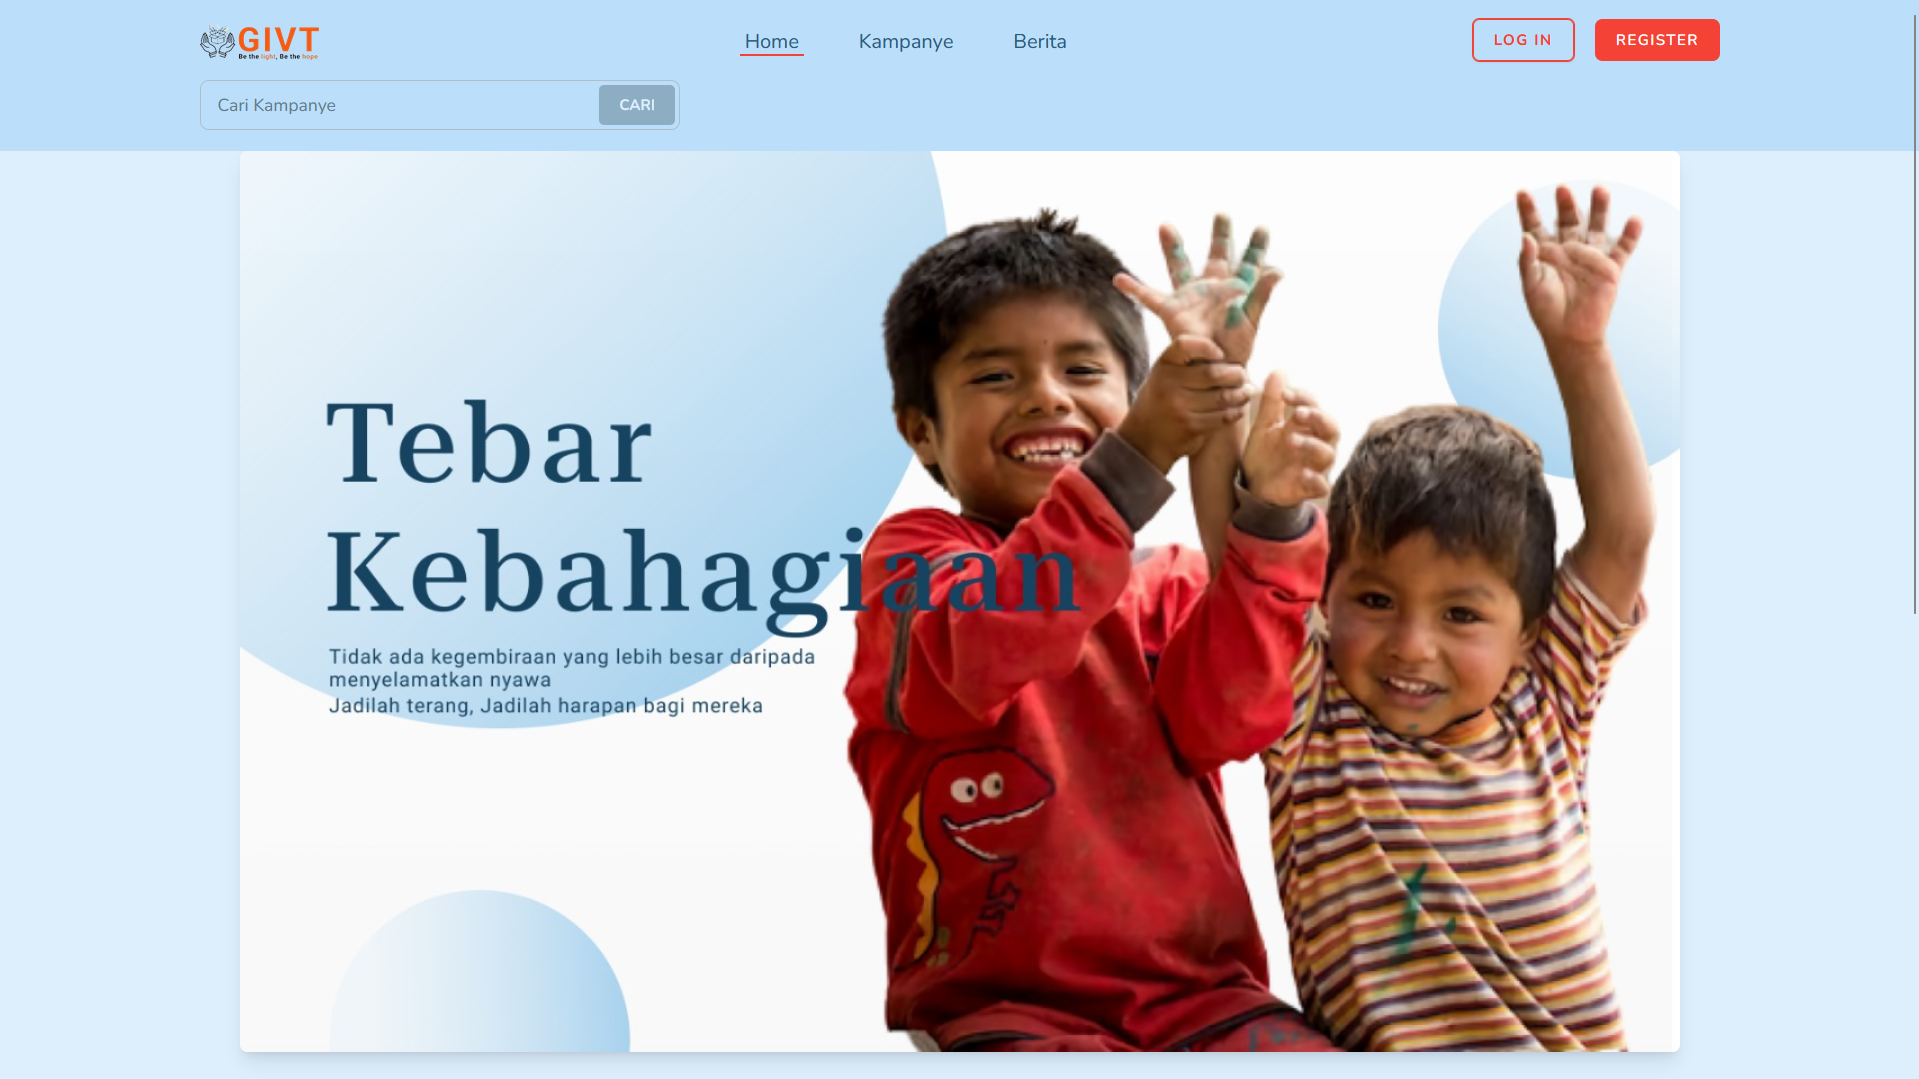 GIVT
Be the light, Be the hope
Home
Kampanye
Berita
LOG IN
REGISTER
Cari Kampanye
CARI
Tebar
Kebahagiaan
Tidak ada kegembiraan yang lebih besar daripada
menyelamatkan nyawa
Jadilah terang, Jadilah harapan bagi mereka